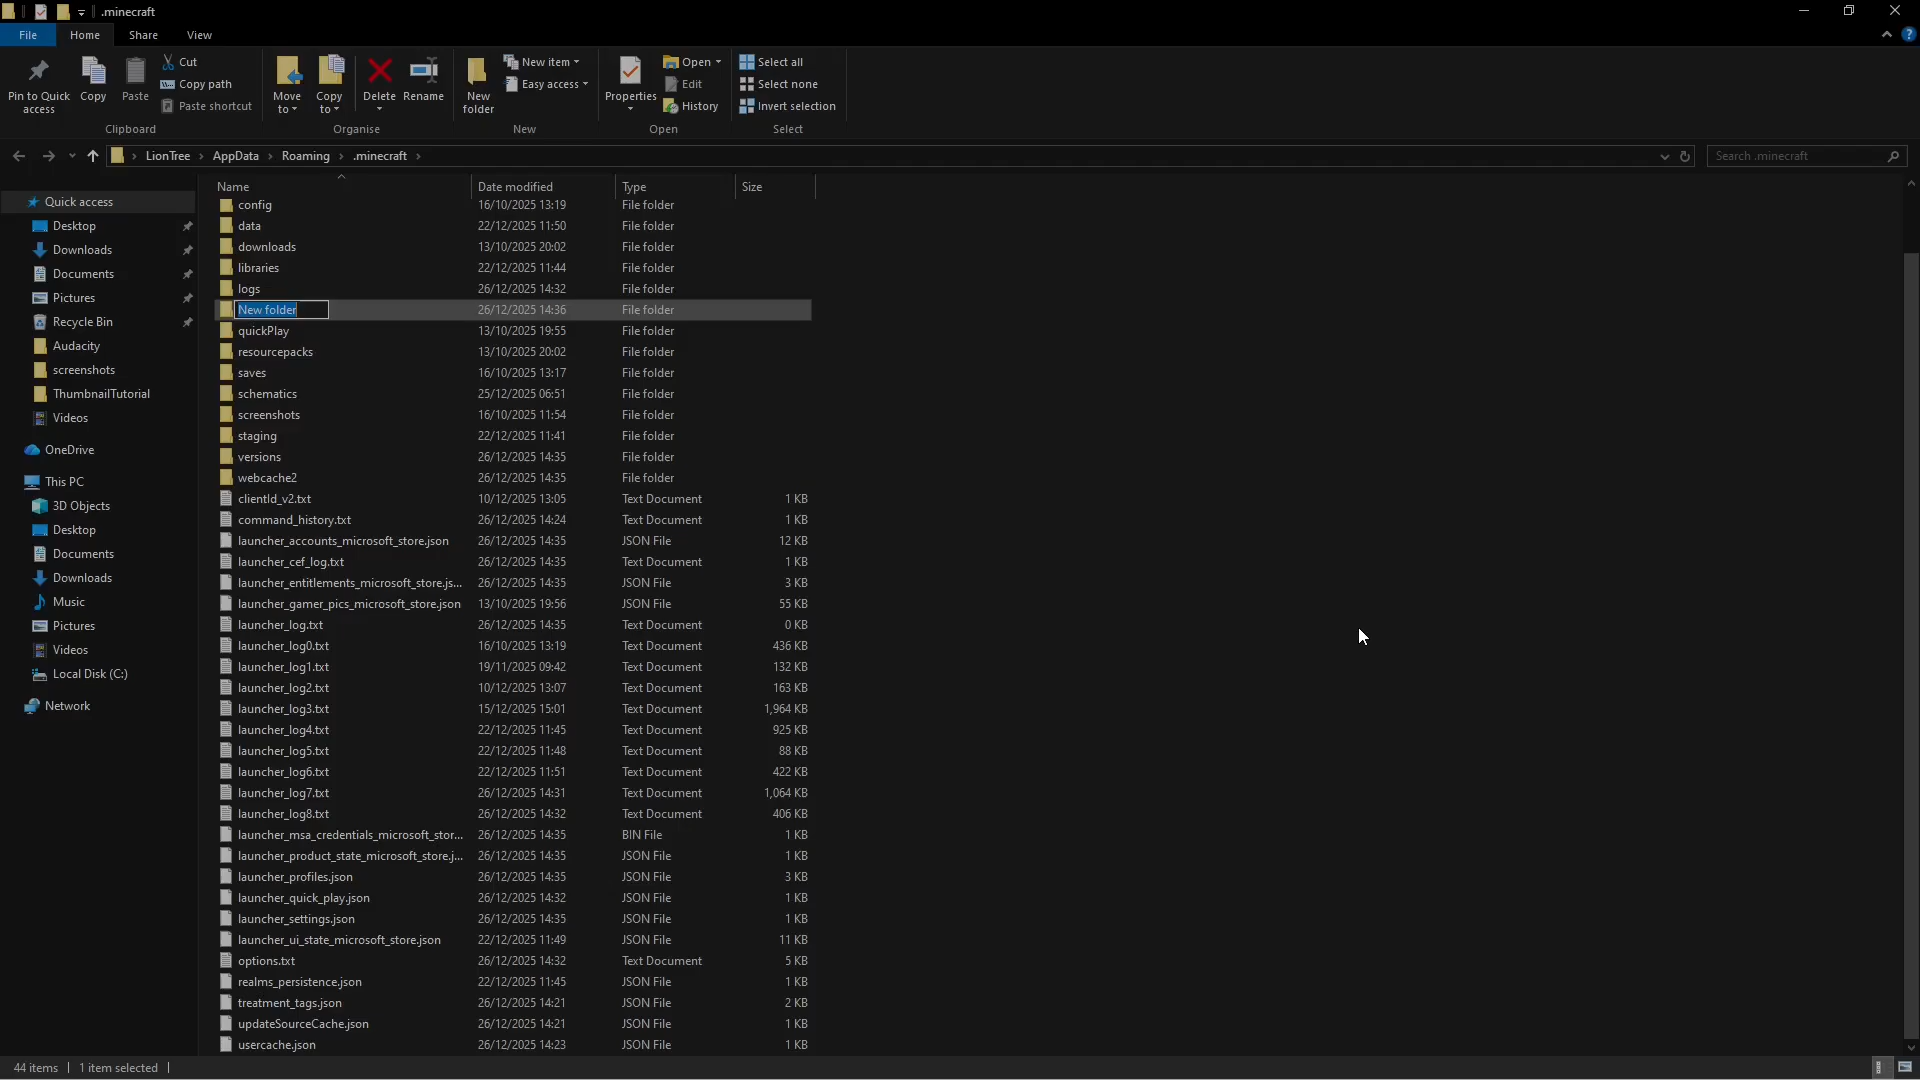 .minecraft
File Home Share View
Pin to Quick access
Copy
Paste
Cut
Copy path
Paste shortcut
Clipboard
Move to
Copy to
Delete
Rename
Organise
New folder
New item
Easy access
New
Properties
Open
Edit
History
Open
Select all
Select none
Invert selection
Select
LionTree > AppData > Roaming > .minecraft >
Search .minecraft
Quick access
Desktop
Downloads
Documents
Pictures
Recycle Bin
Audacity
screenshots
ThumbnailTutorial
Videos
OneDrive
This PC
3D Objects
Desktop
Documents
Downloads
Music
Pictures
Videos
Local Disk (C:)
Network
Name Date modified Type Size
config 16/10/2025 13:19 File folder
data 22/12/2025 11:50 File folder
downloads 13/10/2025 20:02 File folder
libraries 22/12/2025 11:44 File folder
logs 26/12/2025 14:32 File folder
New folder 26/12/2025 14:36 File folder
quickPlay 13/10/2025 19:55 File folder
resourcepacks 13/10/2025 20:02 File folder
saves 16/10/2025 13:17 File folder
schematics 25/12/2025 06:51 File folder
screenshots 16/10/2025 11:54 File folder
staging 22/12/2025 11:41 File folder
versions 26/12/2025 14:35 File folder
webcache2 26/12/2025 14:35 File folder
clientId_v2.txt 10/12/2025 13:05 Text Document 1 KB
command_history.txt 26/12/2025 14:24 Text Document 1 KB
launcher_accounts_microsoft_store.json 26/12/2025 14:35 JSON File 12 KB
launcher_cef_log.txt 26/12/2025 14:35 Text Document 1 KB
launcher_entitlements_microsoft_store.js... 26/12/2025 14:35 JSON File 3 KB
launcher_gamer_pics_microsoft_store.json 13/10/2025 19:56 JSON File 55 KB
launcher_log.txt 26/12/2025 14:35 Text Document 0 KB
launcher_log0.txt 16/10/2025 13:19 Text Document 436 KB
launcher_log1.txt 19/11/2025 09:42 Text Document 132 KB
launcher_log2.txt 10/12/2025 13:07 Text Document 163 KB
launcher_log3.txt 15/12/2025 15:01 Text Document 1,964 KB
launcher_log4.txt 22/12/2025 11:45 Text Document 925 KB
launcher_log5.txt 22/12/2025 11:48 Text Document 88 KB
launcher_log6.txt 22/12/2025 11:51 Text Document 422 KB
launcher_log7.txt 26/12/2025 14:31 Text Document 1,064 KB
launcher_log8.txt 26/12/2025 14:32 Text Document 406 KB
launcher_msa_credentials_microsoft_stor... 26/12/2025 14:35 BIN File 1 KB
launcher_product_state_microsoft_store.j... 26/12/2025 14:35 JSON File 1 KB
launcher_profiles.json 26/12/2025 14:35 JSON File 3 KB
launcher_quick_play.json 26/12/2025 14:32 JSON File 1 KB
launcher_settings.json 26/12/2025 14:35 JSON File 1 KB
launcher_ui_state_microsoft_store.json 22/12/2025 11:49 JSON File 11 KB
options.txt 26/12/2025 14:32 Text Document 5 KB
realms_persistence.json 22/12/2025 11:45 JSON File 1 KB
treatment_tags.json 26/12/2025 14:21 JSON File 2 KB
updateSourceCache.json 26/12/2025 14:21 JSON File 1 KB
usercache.json 26/12/2025 14:23 JSON File 1 KB
44 items 1 item selected